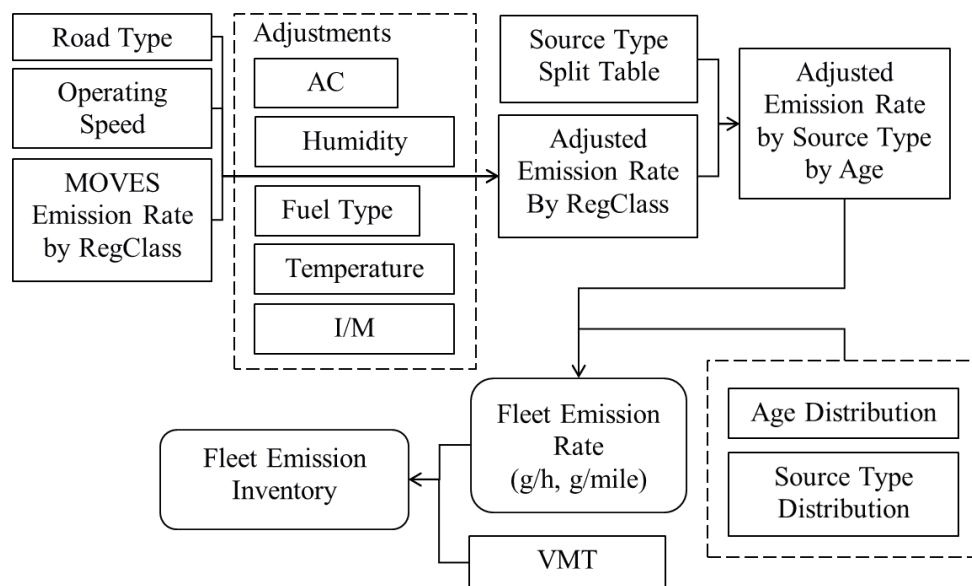 Road Type
Operating
Speed
MOVES
Emission Rate
by RegClass
Adjustments
AC
Humidity
Fuel Type
Temperature
I/M
Source Type
Split Table
Adjusted
Emission Rate
By RegClass
Adjusted
Emission Rate
by Source Type
by Age
Age Distribution
Source Type
Distribution
Fleet Emission
Rate
(g/h, g/mile)
VMT
Fleet Emission
Inventory